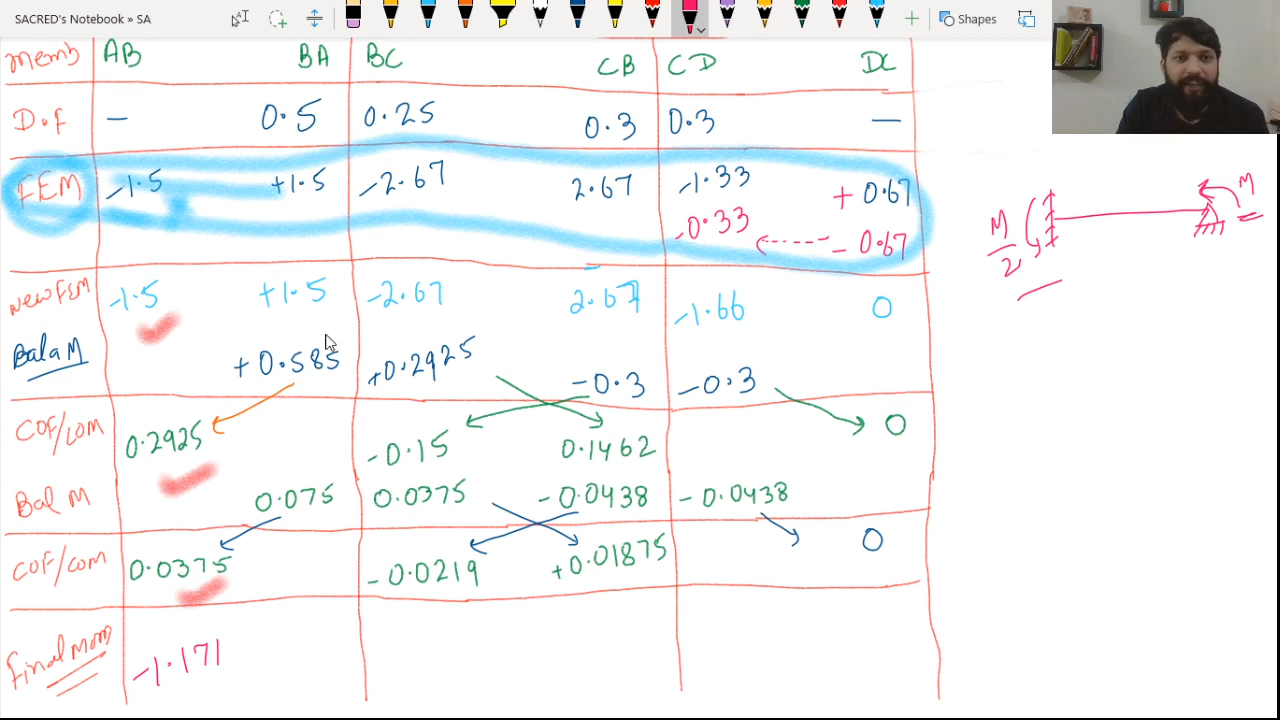 SACRED's Notebook » SA
Shapes
Memb AB BA BC CB CD DC
D.f — 0.5 0.25 0.3 0.3 —
FEM -1.5 +1.5 -2.67 2.67 -1.33 + 0.67
-0.33 - 0.67
New FEM -1.5 +1.5 -2.67 2.67 -1.66 0
Bala M +0.585 +0.2925 -0.3 -0.3
COF/COM 0.2925 -0.15 0.1462 0
Bal M 0.075 0.0375 -0.0438 -0.0438
COF/COM 0.0375 -0.0219 +0.01875 0
Final Mom -1.171
M
M
2